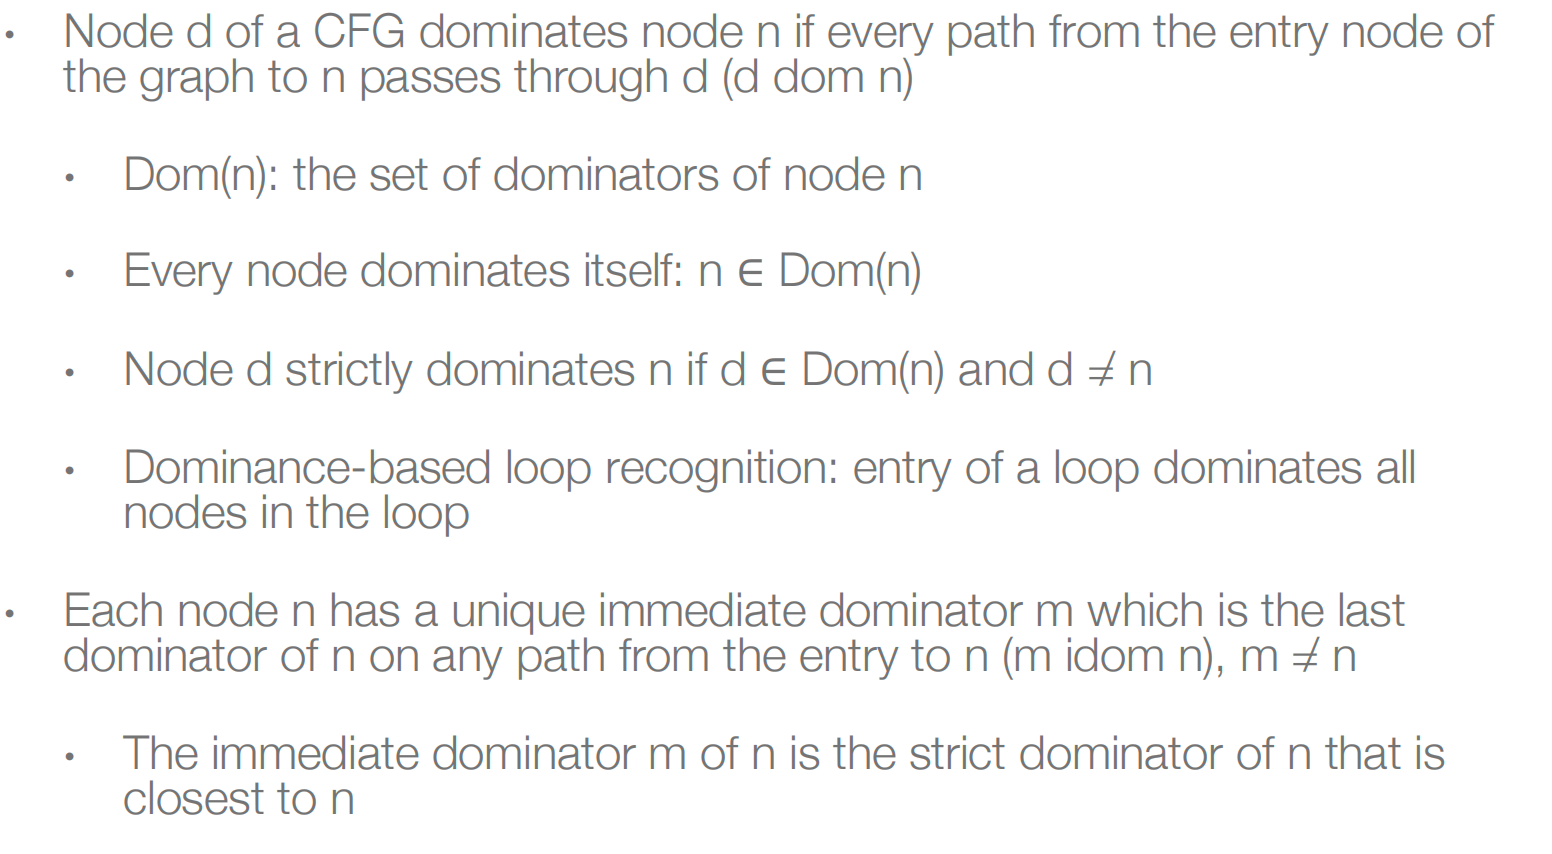 • Node d of a CFG dominates node n if every path from the entry node of
the graph to n passes through d (d dom n)
• Dom(n): the set of dominators of node n
• Every node dominates itself: n ∈ Dom(n)
• Node d strictly dominates n if d ∈ Dom(n) and d ≠ n
• Dominance-based loop recognition: entry of a loop dominates all
nodes in the loop
• Each node n has a unique immediate dominator m which is the last
dominator of n on any path from the entry to n (m idom n), m ≠ n
• The immediate dominator m of n is the strict dominator of n that is
closest to n